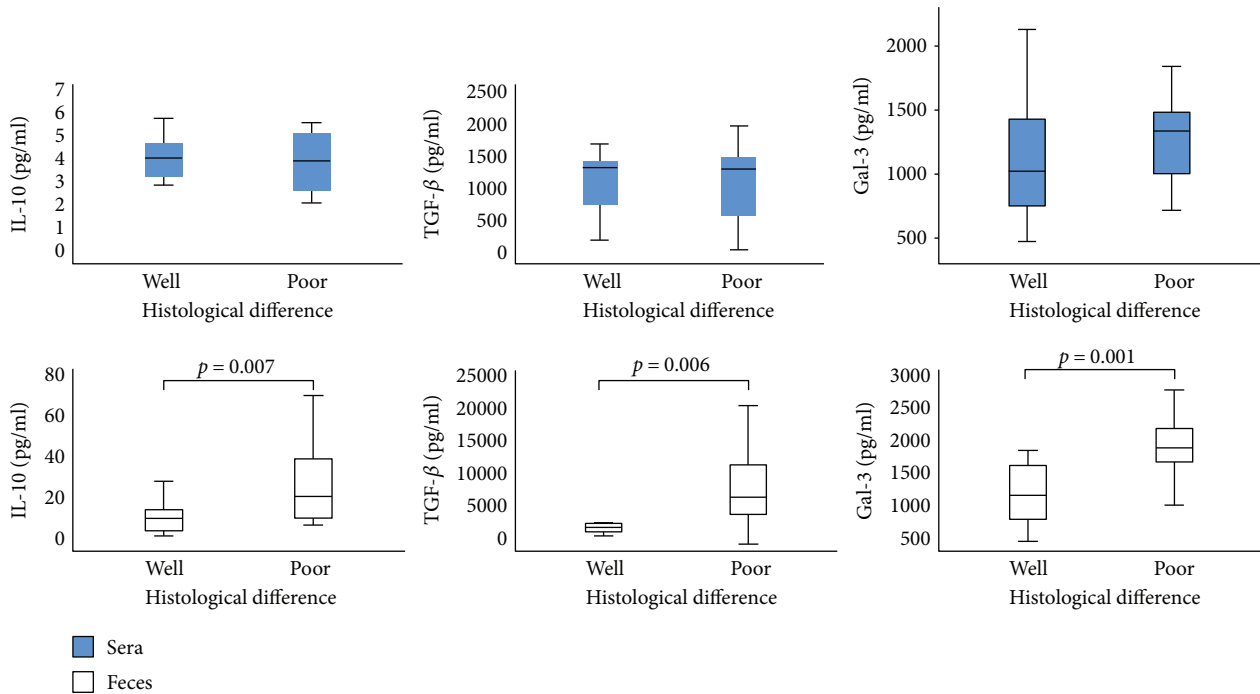 IL-10 (pg/ml)
7
6
5
4
3
2
1
0
Well Poor
Histological difference
TGF-β (pg/ml)
2500
2000
1500
1000
500
0
Well Poor
Histological difference
Gal-3 (pg/ml)
2000
1500
1000
500
Well Poor
Histological difference
IL-10 (pg/ml)
80
60
40
20
0
p = 0.007
Well Poor
Histological difference
TGF-β (pg/ml)
25000
20000
15000
10000
5000
0
p = 0.006
Well Poor
Histological difference
Gal-3 (pg/ml)
3000
2500
2000
1500
1000
500
p = 0.001
Well Poor
Histological difference
Sera
Feces